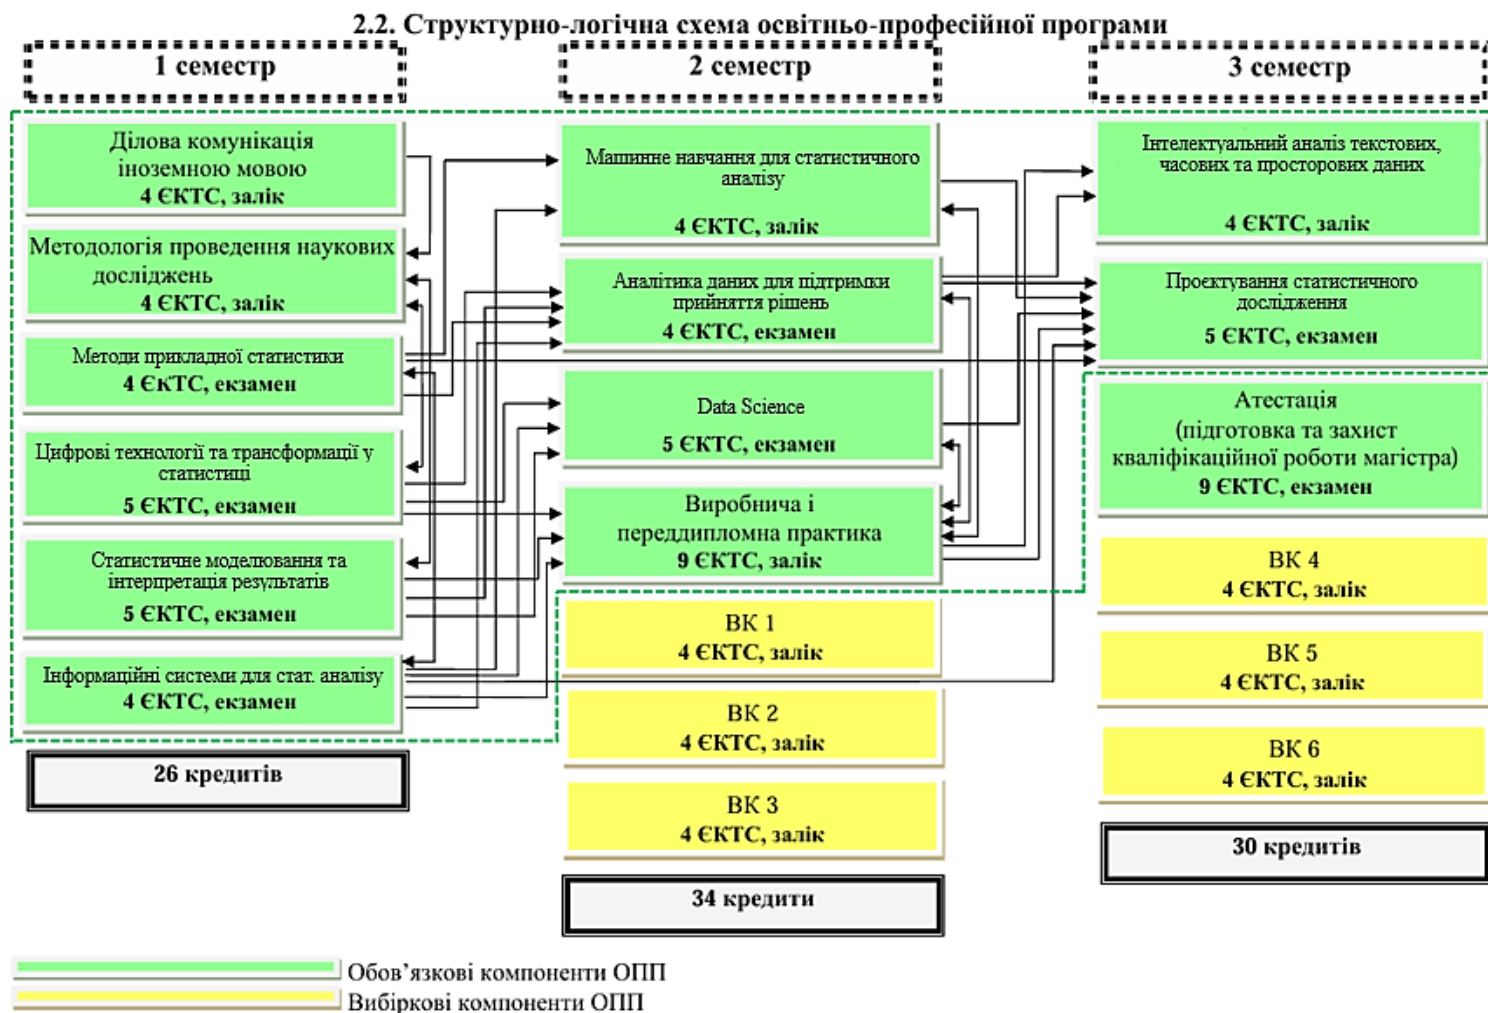 2.2. Структурно-логічна схема освітньо-професійної програми
1 семестр
2 семестр
3 семестр
Ділова комунікація
іноземною мовою
4 ЄКТС, залік
Методологія проведення наукових
досліджень
4 ЄКТС, залік
Методи прикладної статистики
4 ЄКТС, екзамен
Цифрові технології та трансформації у
статистиці
5 ЄКТС, екзамен
Статистичне моделювання та
інтерпретація результатів
5 ЄКТС, екзамен
Інформаційні системи для стат. аналізу
4 ЄКТС, екзамен
26 кредитів
Машинне навчання для статистичного
аналізу
4 ЄКТС, залік
Аналітика даних для підтримки
прийняття рішень
4 ЄКТС, екзамен
Data Science
5 ЄКТС, екзамен
Виробнича і
переддипломна практика
9 ЄКТС, залік
ВК 1
4 ЄКТС, залік
ВК 2
4 ЄКТС, залік
ВК 3
4 ЄКТС, залік
34 кредити
Інтелектуальний аналіз текстових,
часових та просторових даних
4 ЄКТС, залік
Проєктування статистичного
дослідження
5 ЄКТС, екзамен
Атестація
(підготовка та захист
кваліфікаційної роботи магістра)
9 ЄКТС, екзамен
ВК 4
4 ЄКТС, залік
ВК 5
4 ЄКТС, залік
ВК 6
4 ЄКТС, залік
30 кредитів
Обов’язкові компоненти ОПП
Вибіркові компоненти ОПП